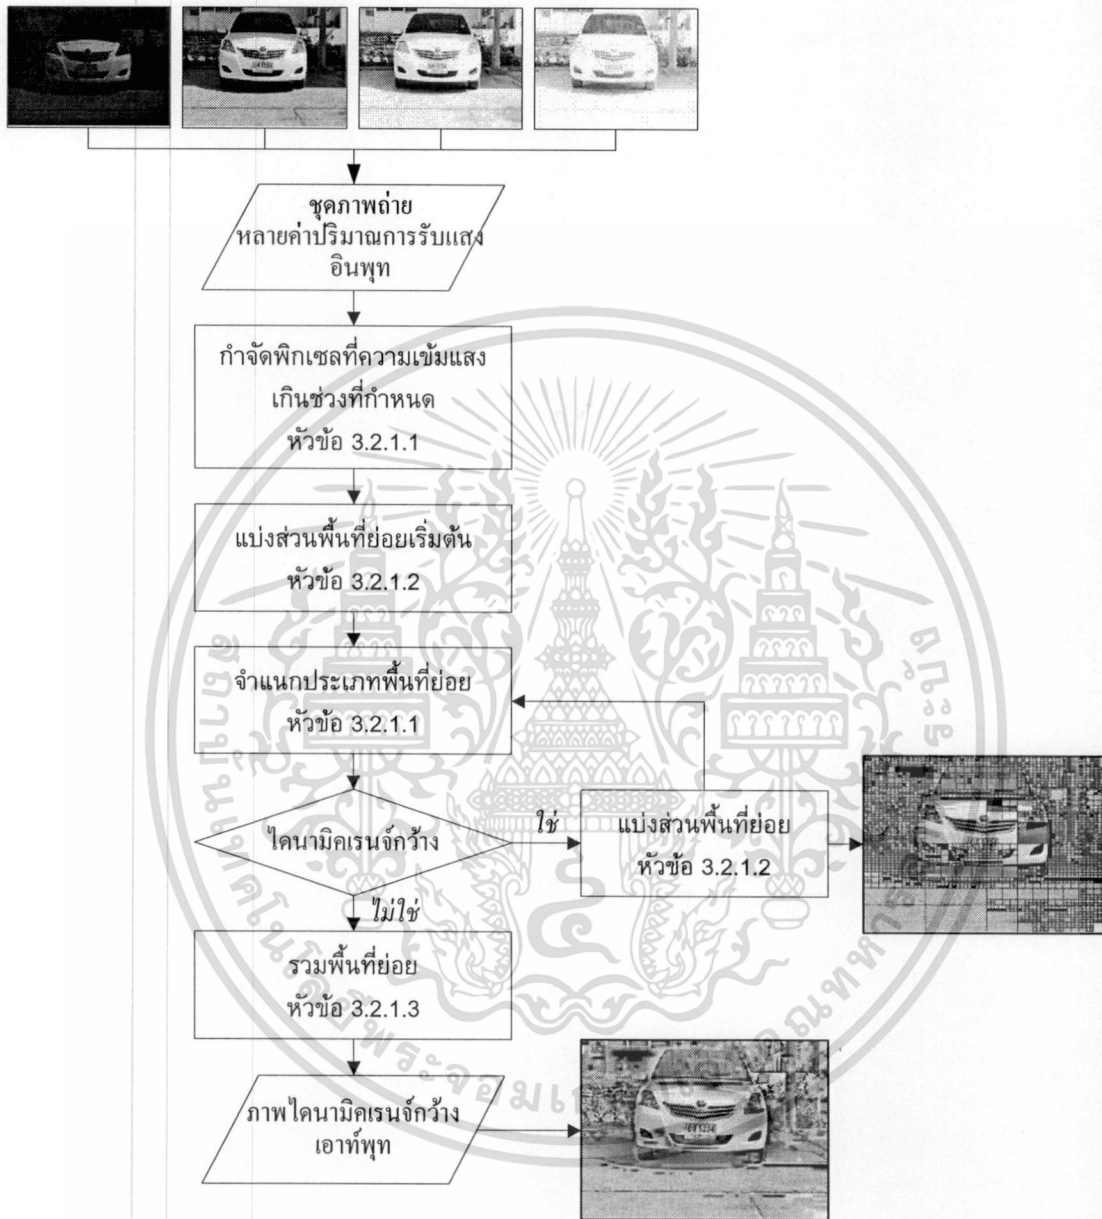 ชุดภาพถ่าย
หลายค่าปริมาณการรับแสง
อินพุท
กำจัดพิกเซลที่ความเข้มแสง
เกินช่วงที่กำหนด
หัวข้อ 3.2.1.1
แบ่งส่วนพื้นที่ย่อยเริ่มต้น
หัวข้อ 3.2.1.2
จำแนกประเภทพื้นที่ย่อย
หัวข้อ 3.2.1.1
ไดนามิคเรนจ์กว้าง
ใช่
แบ่งส่วนพื้นที่ย่อย
หัวข้อ 3.2.1.2
ไม่ใช่
รวมพื้นที่ย่อย
หัวข้อ 3.2.1.3
ภาพไดนามิคเรนจ์กว้าง
เอาท์พุท